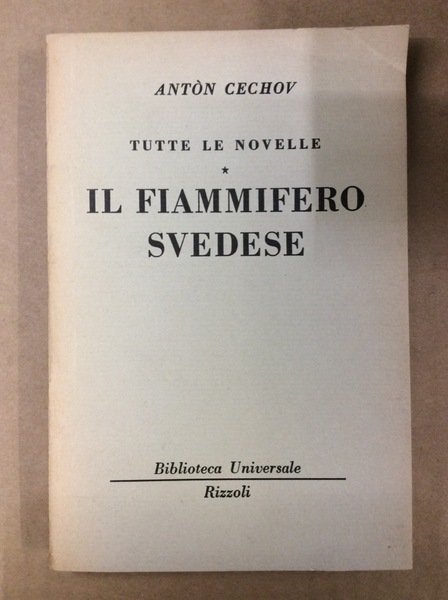 ANTÒN CECHOV
TUTTE LE NOVELLE
★
IL FIAMMIFERO
SVEDESE
Biblioteca Universale
Rizzoli